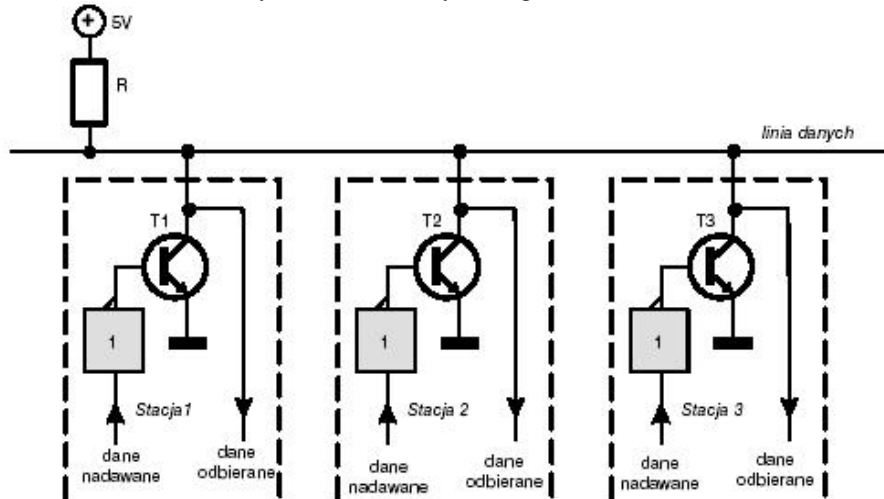 5V
R
linia danych
T1
T2
T3
1
1
1
Stacja1
Stacja 2
Stacja 3
dane
nadawane
dane
odbierane
dane
nadawane
dane
odbierane
dane
nadawane
dane
odbierane